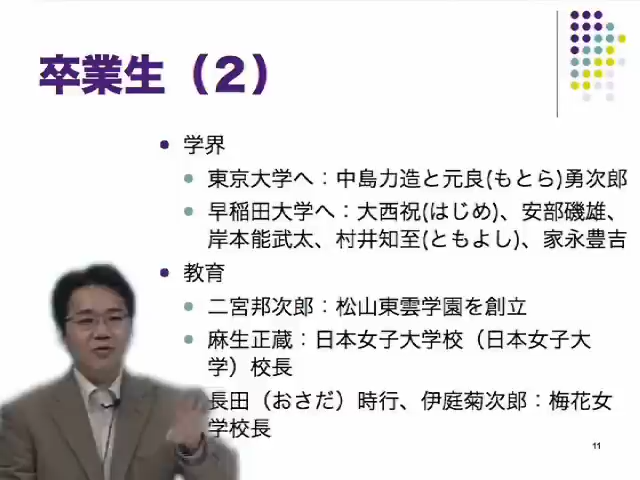 卒業生（2）
学界
東京大学へ：中島力造と元良(もとら)勇次郎
早稲田大学へ：大西祝(はじめ)、安部磯雄、
岸本能武太、村井知至(ともよし)、家永豊吉
教育
二宮邦次郎：松山東雲学園を創立
麻生正蔵：日本女子大学校（日本女子大
学）校長
長田（おさだ）時行、伊庭菊次郎：梅花女
学校長
11